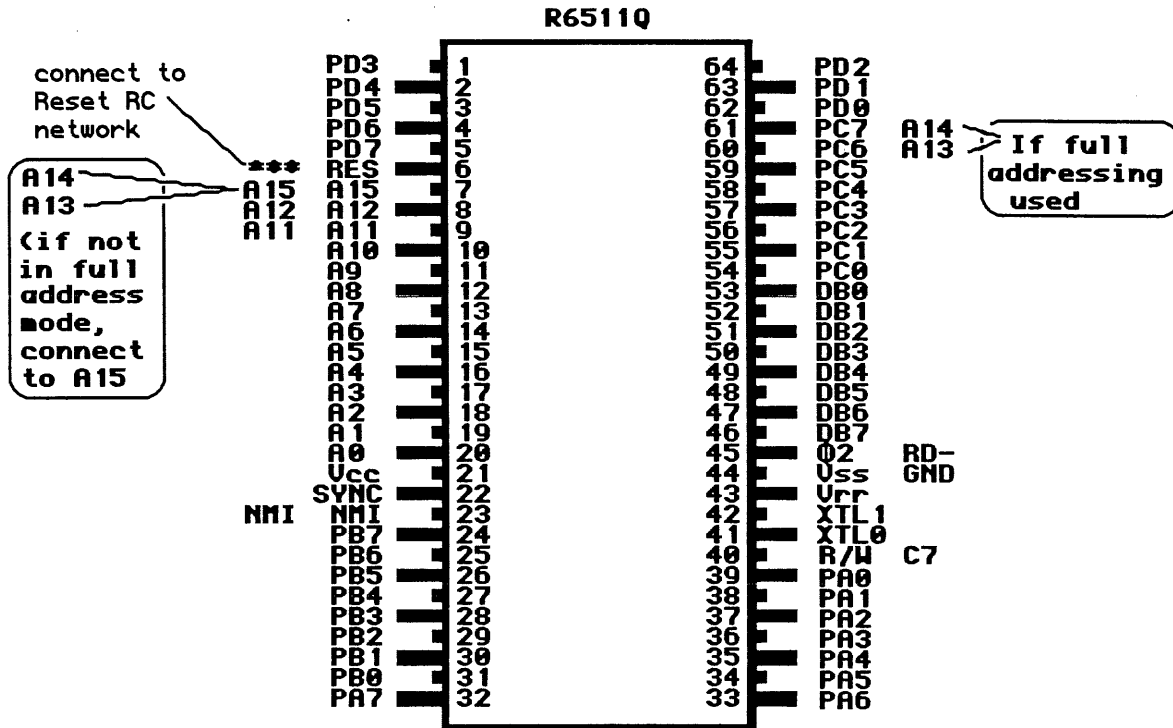 R6511Q
connect to
Reset RC
network
A14
A13
(if not
in full
address
mode,
connect
to A15
A14
A13
If full
addressing
used
PD3 1 64 PD2
PD4 2 63 PD1
PD5 3 62 PD0
PD6 4 61 PC7
PD7 5 60 PC6
*** RES 6 59 PC5
A15 A15 7 58 PC4
A12 A12 8 57 PC3
A11 A11 9 56 PC2
A10 10 55 PC1
A9 11 54 PC0
A8 12 53 DB0
A7 13 52 DB1
A6 14 51 DB2
A5 15 50 DB3
A4 16 49 DB4
A3 17 48 DB5
A2 18 47 DB6
A1 19 46 DB7
A0 20 45 Φ2 RD-
Vcc 21 44 Vss GND
SYNC 22 43 Vrr
NMI NMI 23 42 XTL1
PB7 24 41 XTL0
PB6 25 40 R/W C7
PB5 26 39 PA0
PB4 27 38 PA1
PB3 28 37 PA2
PB2 29 36 PA3
PB1 30 35 PA4
PB0 31 34 PA5
PA7 32 33 PA6